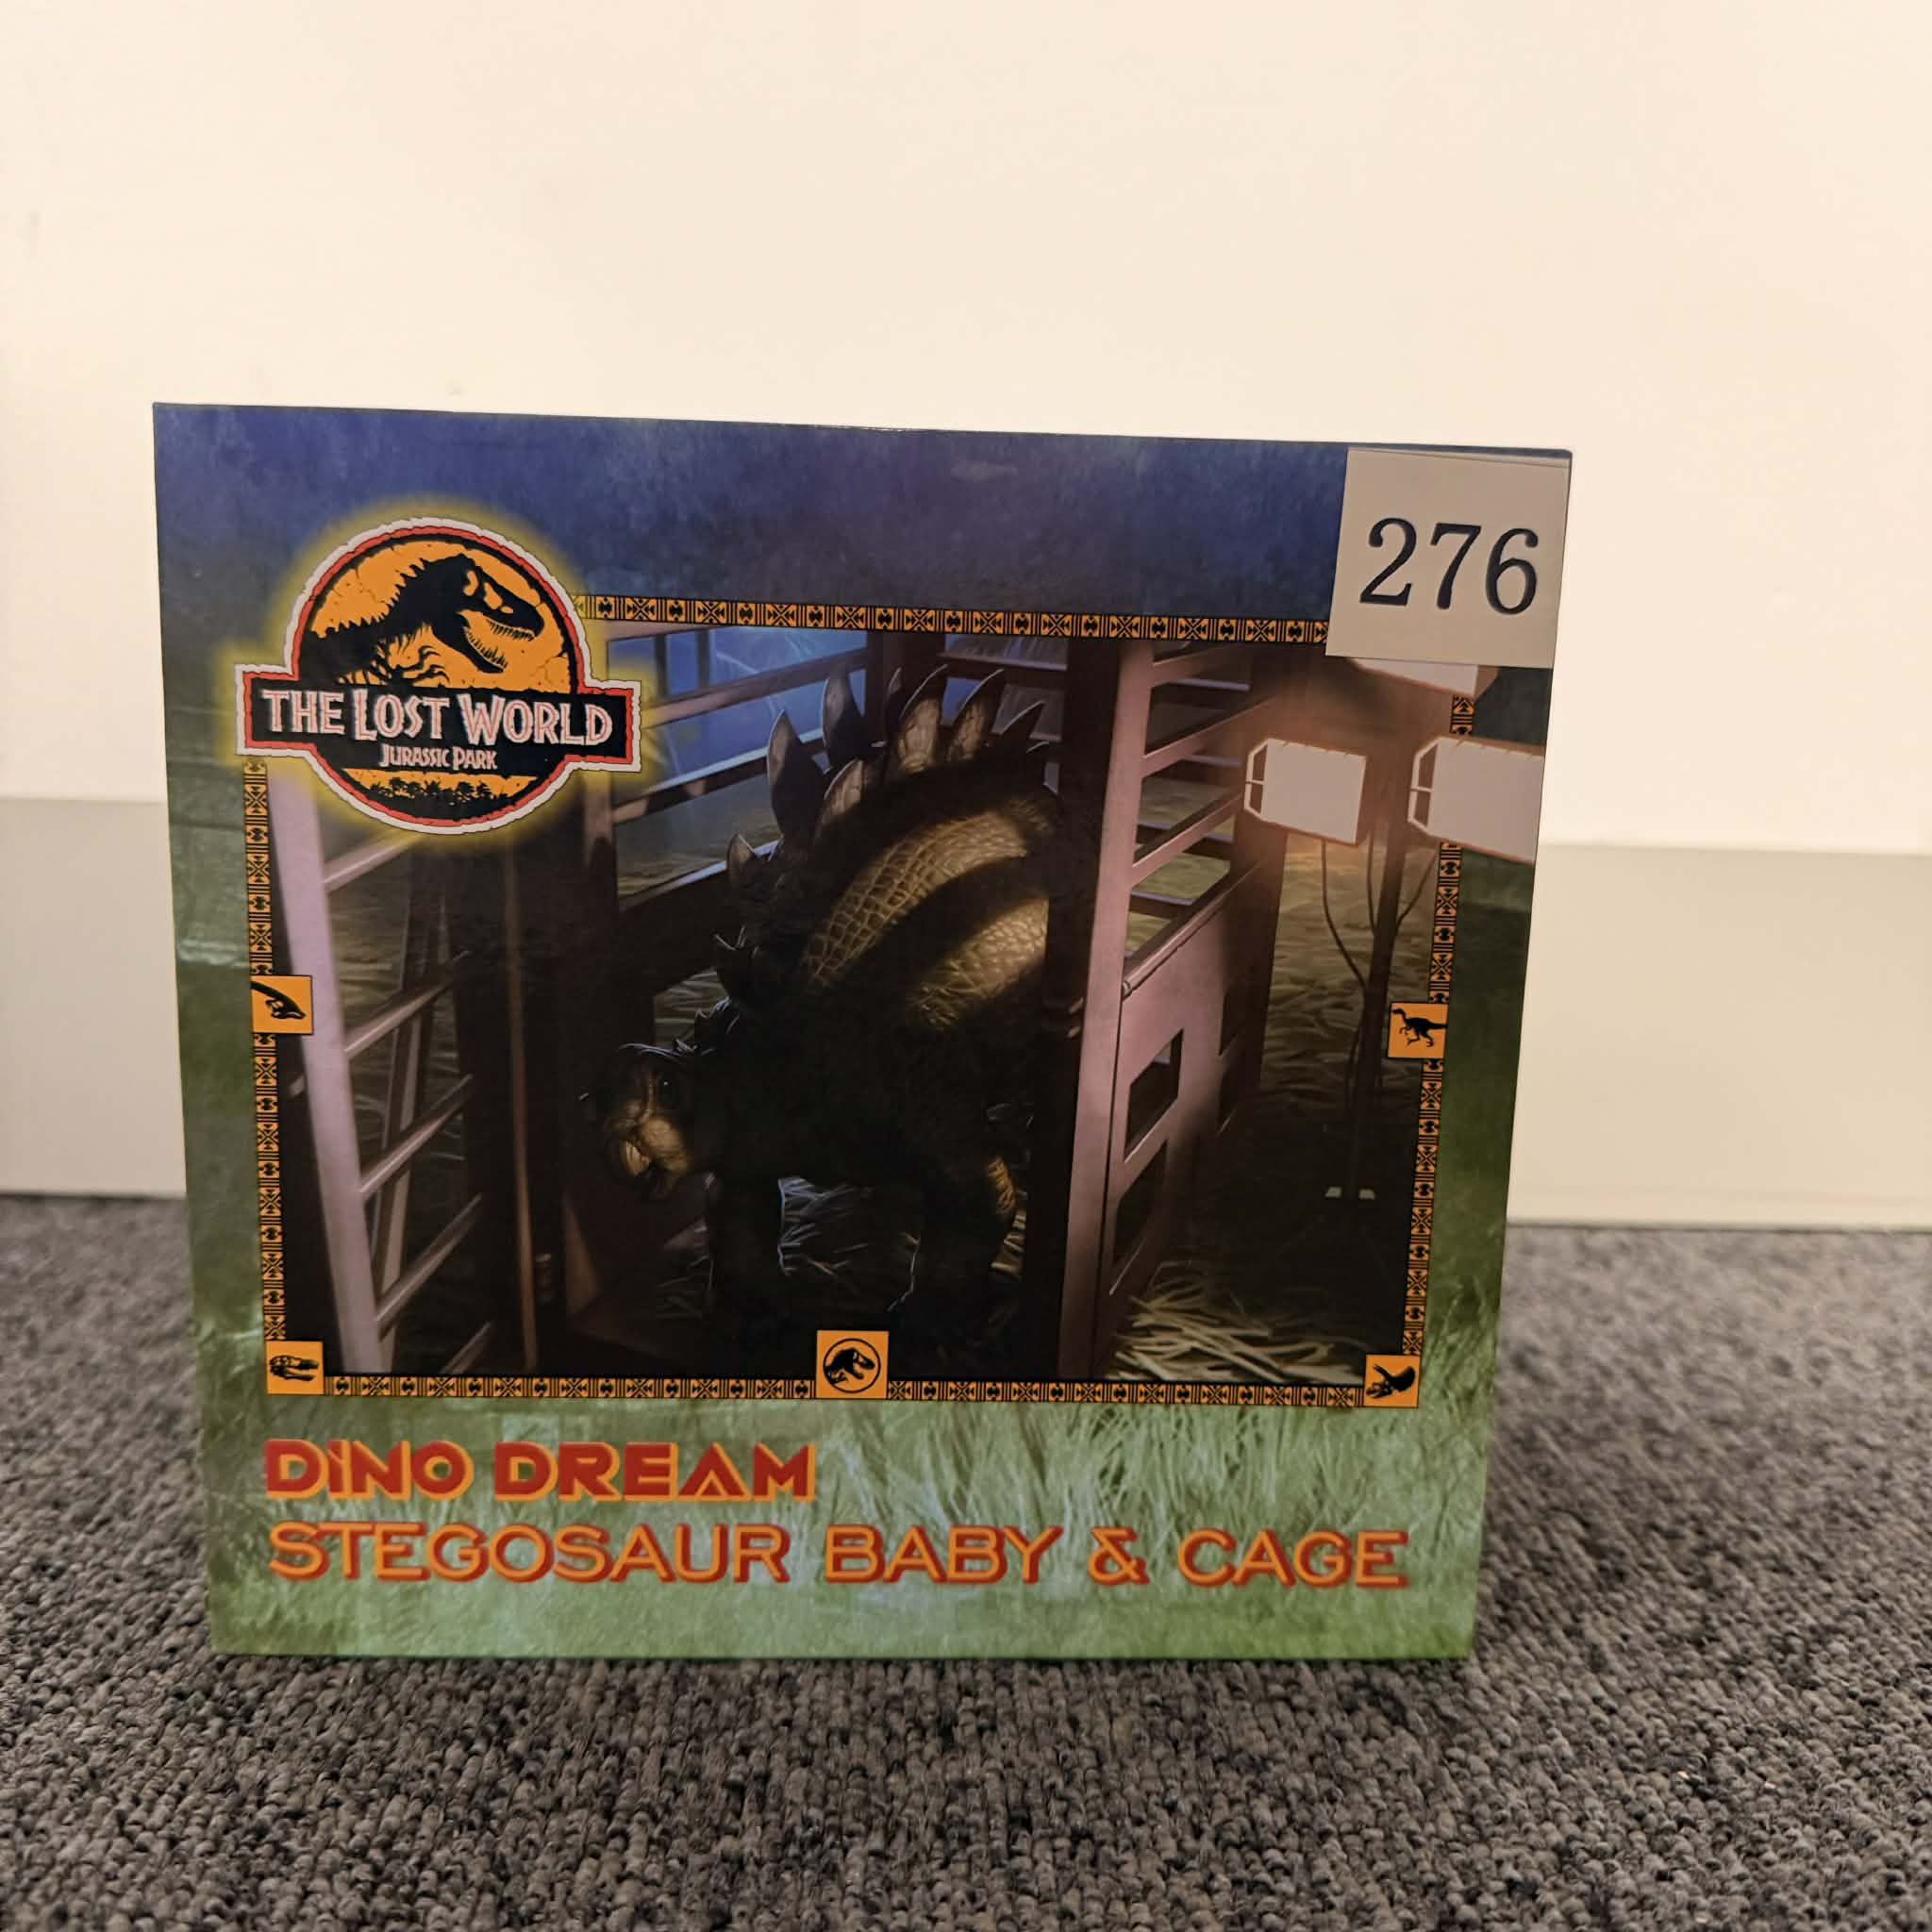 276
THE LOST WORLD
JURASSIC PARK
DINO DREAM
STEGOSAUR BABY & CAGE